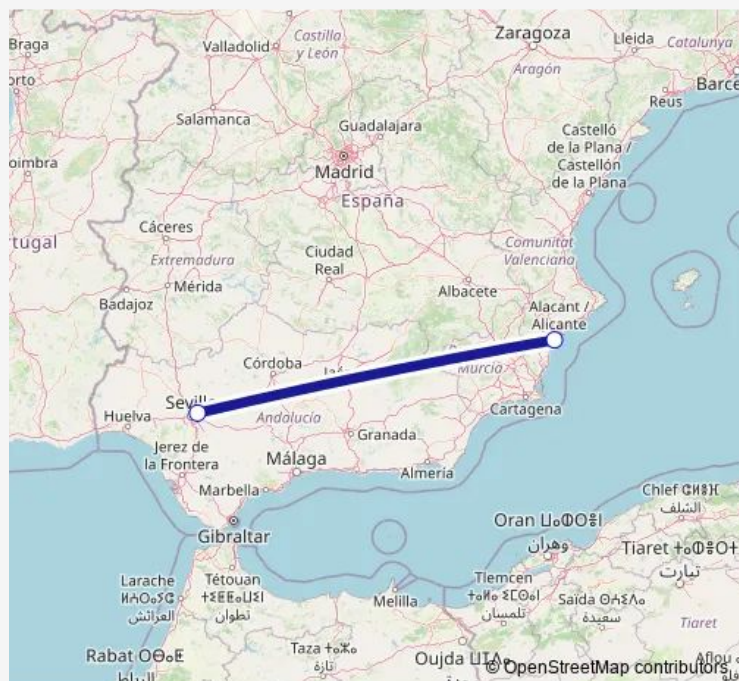 Braga
Valladolid
Castilla
y León
Zaragoza
Lleida
Catalunya
Aragón
Reus
Salamanca
Guadalajara
Madrid
España
Castelló
de la Plana /
Castellón
de la Plana
Cáceres
Extremadura
Mérida
Badajoz
Ciudad
Real
Comunitat
Valenciana
Albacete
Alacant /
Alicante
Murcia
Cartagena
Córdoba
Huelva
Andalucía
Granada
Jerez de
la Frontera
Málaga
Almería
Marbella
Gibraltar
Larache
العرائش
Tétouan
تطوان
Melilla
Oran
وهران
Chlef
الشلف
Tiaret
تيارت
Tlemcen
تلمسان
Saïda
سعيدة
Tiaret
Rabat
Taza
تازة
Oujda
© OpenStreetMap contributors